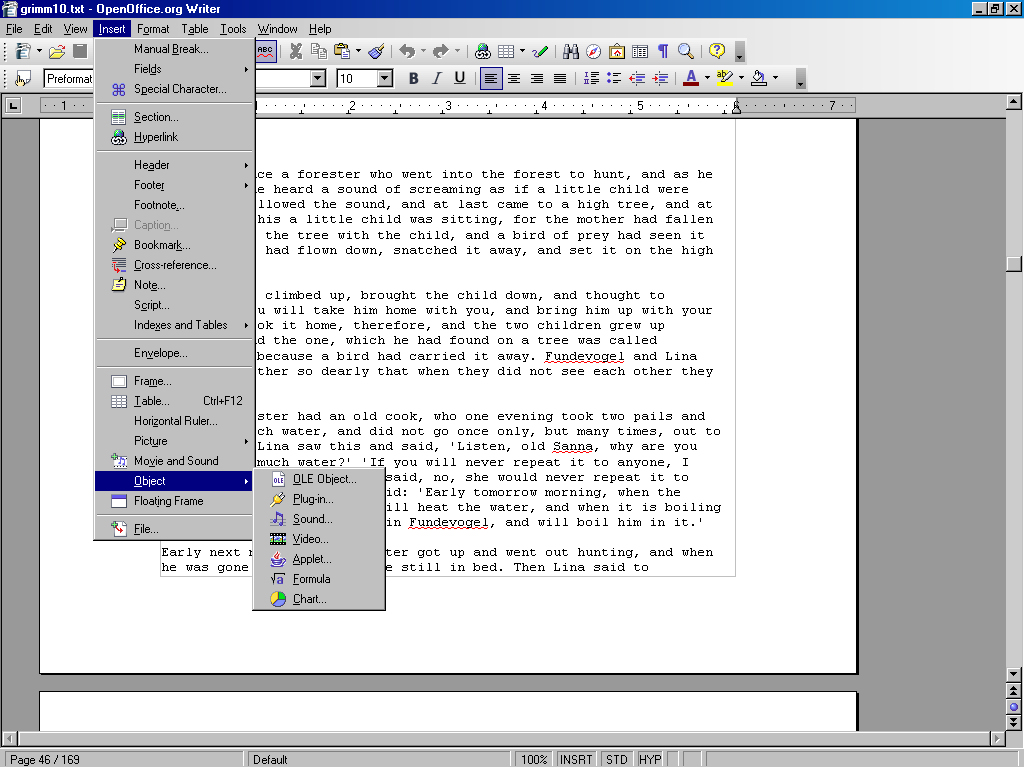 grimm10.txt - OpenOffice.org Writer
File Edit View Insert Format Table Tools Window Help
ABC
Preformat 10 B I U A
1 2 3 4 5 7
Manual Break...
Fields
Special Character...
Section...
Hyperlink
Header
Footer
Footnote...
Caption...
Bookmark...
Cross-reference...
Note...
Script...
Indexes and Tables
Envelope...
Frame...
Table... Ctrl+F12
Horizontal Ruler...
Picture
Movie and Sound
Object
Floating Frame
File...
OLE Object...
Plug-in...
Sound...
Video...
Applet...
Formula
Chart...
ce a forester who went into the forest to hunt, and as he
e heard a sound of screaming as if a little child were
llowed the sound, and at last came to a high tree, and at
his a little child was sitting, for the mother had fallen
the tree with the child, and a bird of prey had seen it
had flown down, snatched it away, and set it on the high
climbed up, brought the child down, and thought to
u will take him home with you, and bring him up with your
ok it home, therefore, and the two children grew up
d the one, which he had found on a tree was called
because a bird had carried it away. Fundevogel and Lina
ther so dearly that when they did not see each other they
ster had an old cook, who one evening took two pails and
ch water, and did not go once only, but many times, out to
Lina saw this and said, 'Listen, old Sanna, why are you
much water?' 'If you will never repeat it to anyone, I
said, no, she would never repeat it to
id: 'Early tomorrow morning, when the
ill heat the water, and when it is boiling
in Fundevogel, and will boil him in it.'
Early next ter got up and went out hunting, and when
he was gone e still in bed. Then Lina said to
Page 46 / 169 Default 100% INSRT STD HYP